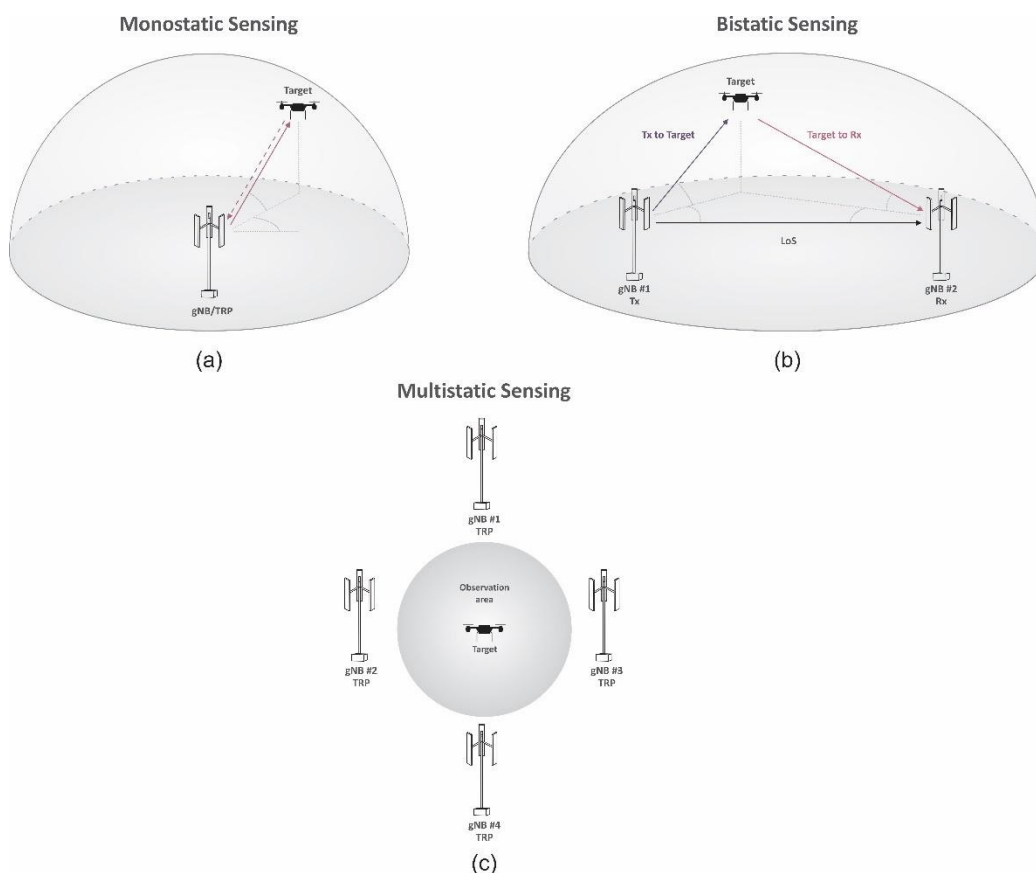 Monostatic Sensing
Target
gNB/TRP
(a)
Bistatic Sensing
Target
Tx to Target
Target to Rx
LoS
gNB #1
Tx
gNB #2
Rx
(b)
Multistatic Sensing
gNB #1
TRP
Observation
area
Target
gNB #2
TRP
gNB #3
TRP
gNB #4
TRP
(c)